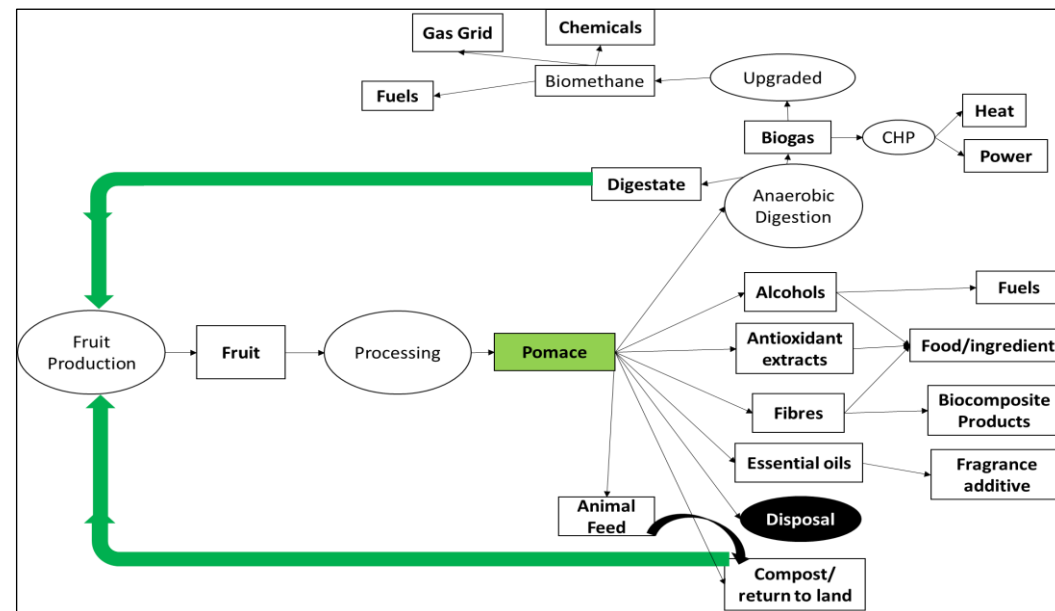 Gas Grid
Chemicals
Fuels
Biomethane
Upgraded
Biogas
CHP
Heat
Power
Digestate
Anaerobic
Digestion
Fruit
Production
Fruit
Processing
Pomace
Alcohols
Fuels
Antioxidant
extracts
Food/ingredient
Fibres
Biocomposite
Products
Essential oils
Fragrance
additive
Animal
Feed
Disposal
Compost/
return to land